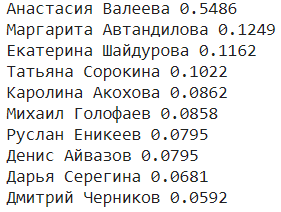 Анастасия Валеева 0.5486
Маргарита Автандилова 0.1249
Екатерина Шайдурова 0.1162
Татьяна Сорокина 0.1022
Каролина Акохова 0.0862
Михаил Голофаев 0.0858
Руслан Еникеев 0.0795
Денис Айвазов 0.0795
Дарья Серегина 0.0681
Дмитрий Черников 0.0592